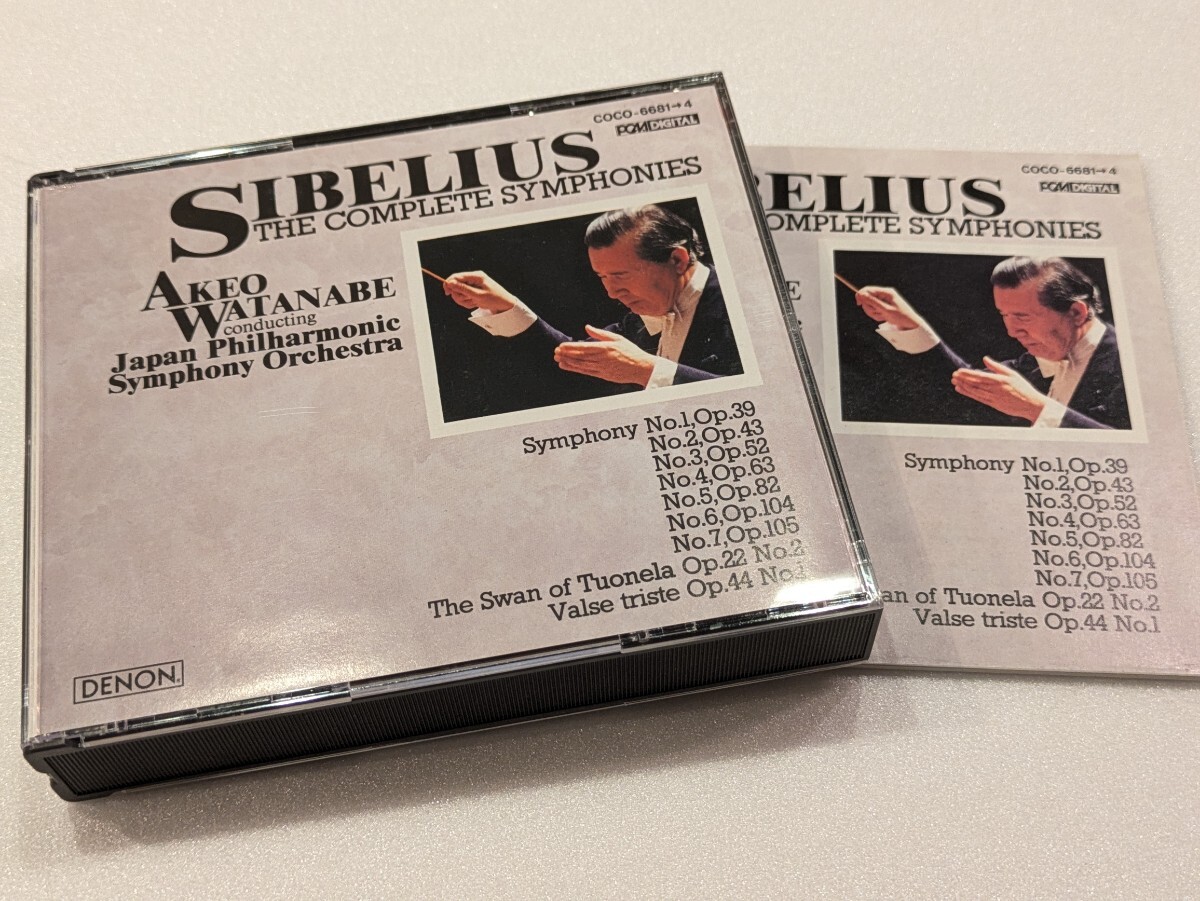 COCO-6681→4
PCM DIGITAL
SIBELIUS
THE COMPLETE SYMPHONIES
AKEO
WATANABE
conducting
Japan Philharmonic
Symphony Orchestra
Symphony No.1,Op.39
No.2,Op.43
No.3,Op.52
No.4,Op.63
No.5,Op.82
No.6,Op.104
No.7,Op.105
The Swan of Tuonela Op.22 No.2
Valse triste Op.44 No.1
DENON
COCO-6681→4
PCM DIGITAL
BELIUS
OMPLETE SYMPHONIES
E
Symphony No.1,Op.39
No.2,Op.43
No.3,Op.52
No.4,Op.63
No.5,Op.82
No.6,Op.104
No.7,Op.105
an of Tuonela Op.22 No.2
Valse triste Op.44 No.1